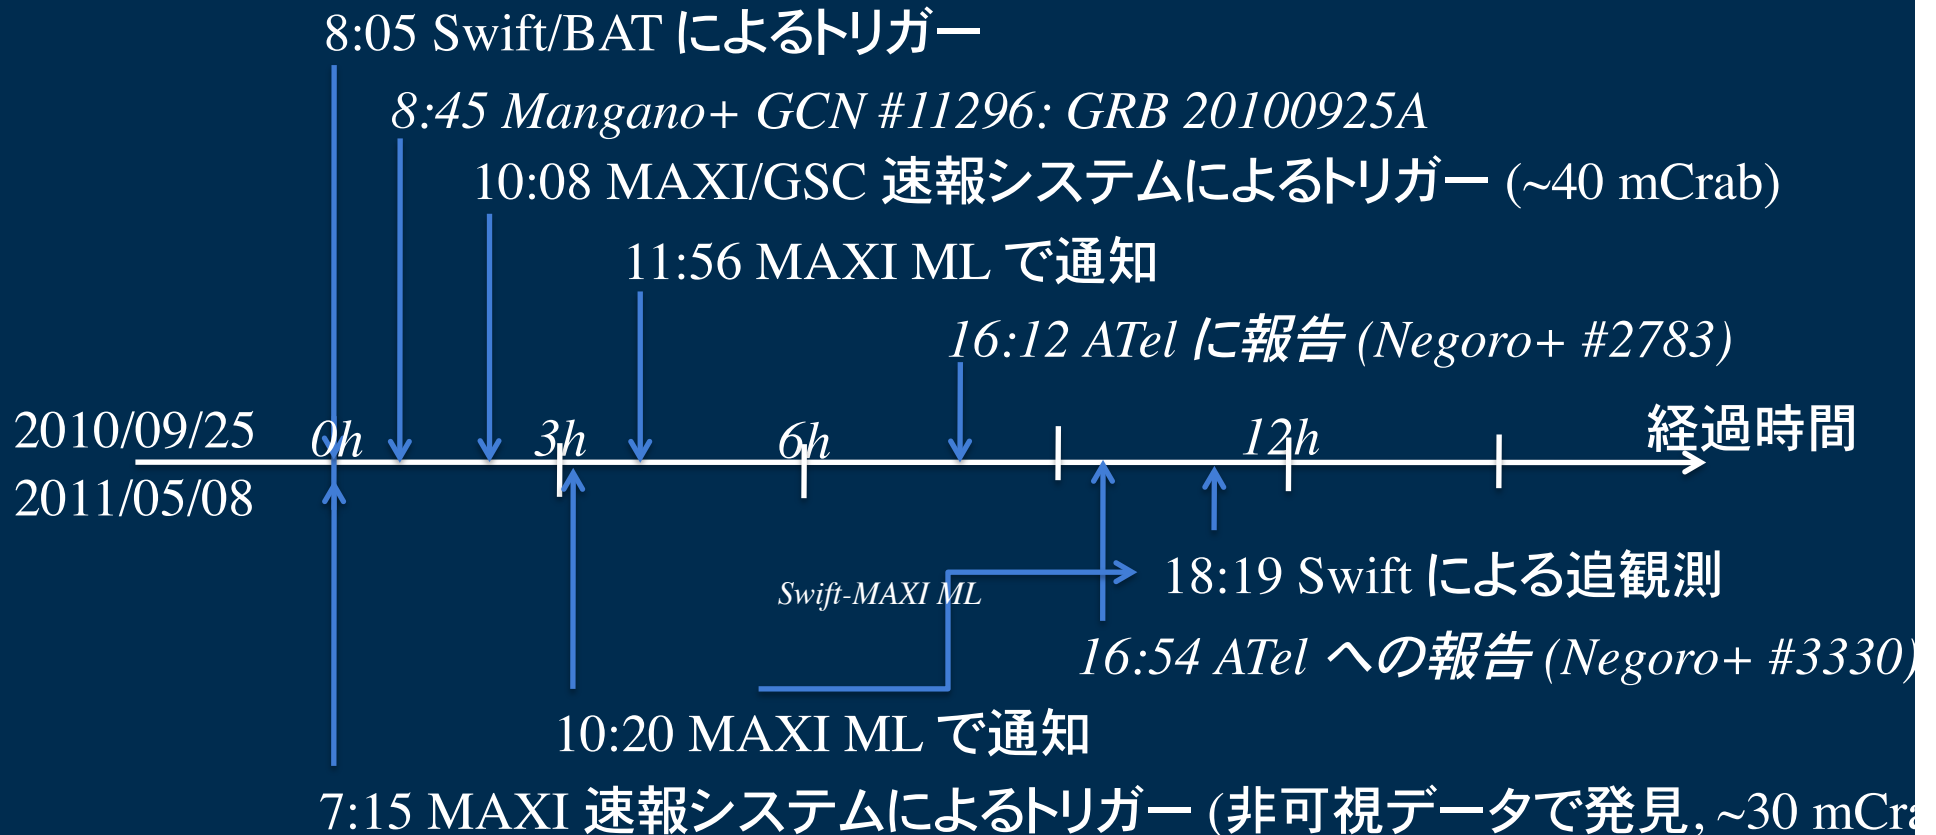 8:05 Swift/BAT によるトリガー
8:45 Mangano+ GCN #11296: GRB 20100925A
10:08 MAXI/GSC 速報システムによるトリガー (~40 mCrab)
11:56 MAXI ML で通知
16:12 ATel に報告 (Negoro+ #2783)
2010/09/25 0h 3h 6h 12h 経過時間
2011/05/08
18:19 Swift による追観測
Swift-MAXI ML
16:54 ATel への報告 (Negoro+ #3330)
10:20 MAXI ML で通知
7:15 MAXI 速報システムによるトリガー (非可視データで発見, ~30 mCra